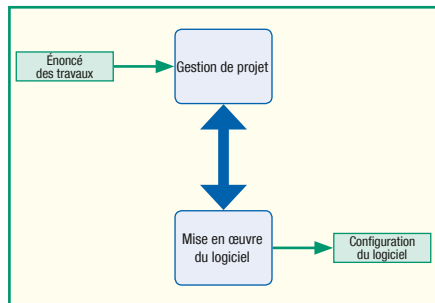 Énoncé
des travaux
Gestion de projet
Mise en œuvre
du logiciel
Configuration
du logiciel